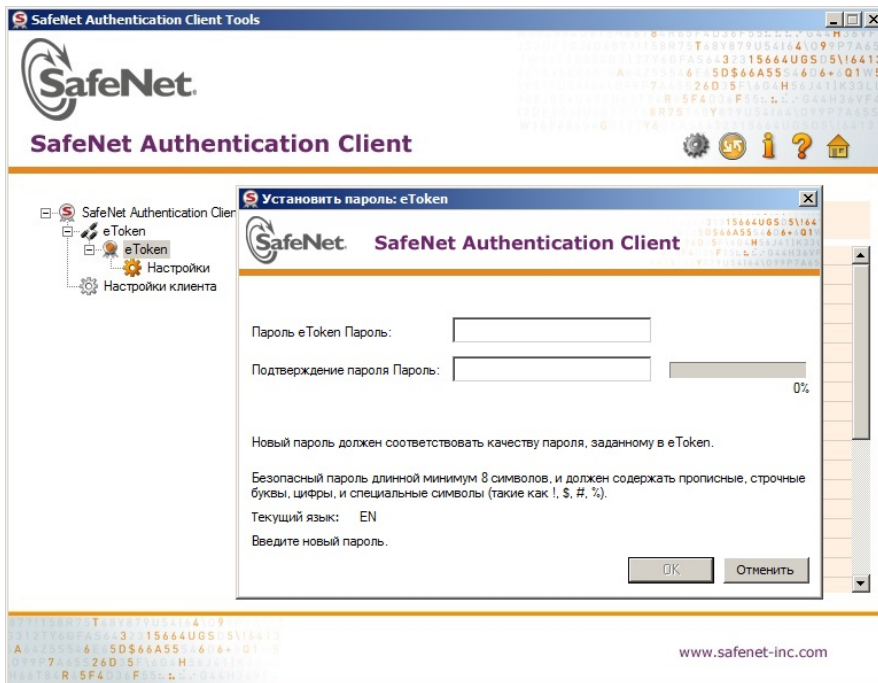 SafeNet Authentication Client Tools
SafeNet.
SafeNet Authentication Client
SafeNet Authentication Clier
eToken
eToken
Настройки
Настройки клиента
Установить пароль: eToken
SafeNet.
SafeNet Authentication Client
Пароль eToken Пароль:
Подтверждение пароля Пароль:
0%
Новый пароль должен соответствовать качеству пароля, заданному в eToken.
Безопасный пароль длинной минимум 8 символов, и должен содержать прописные, строчные
буквы, цифры, и специальные символы (такие как !, $, #, %).
Текущий язык: EN
Введите новый пароль.
OK
Отменить
www.safenet-inc.com